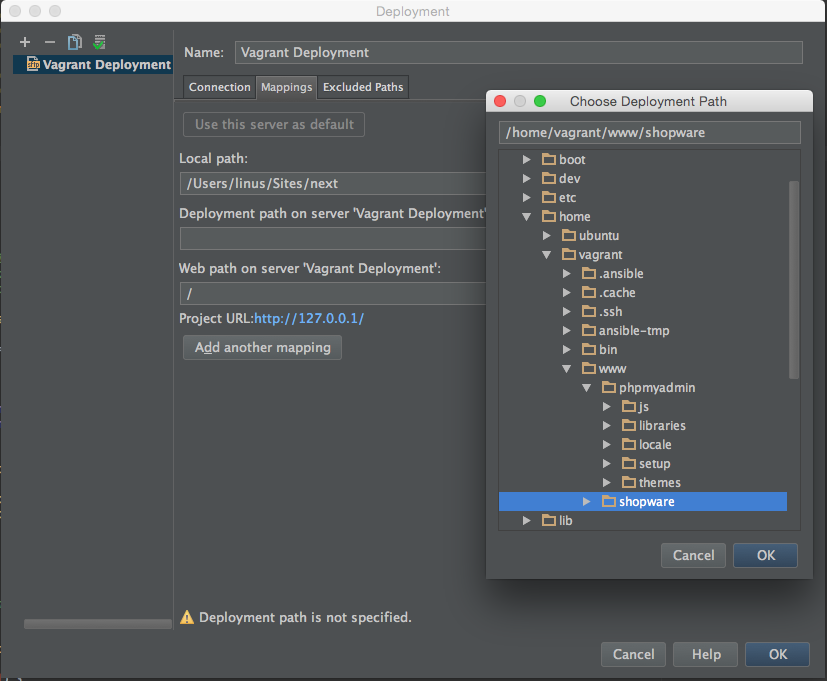 Deployment
Vagrant Deployment
Name:
Vagrant Deployment
Connection
Mappings
Excluded Paths
Use this server as default
Local path:
/Users/linus/Sites/next
Deployment path on server 'Vagrant Deployment'
Web path on server 'Vagrant Deployment':
/
Project URL:http://127.0.0.1/
Add another mapping
Deployment path is not specified.
Cancel
Help
OK
Choose Deployment Path
/home/vagrant/www/shopware
boot
dev
etc
home
ubuntu
vagrant
.ansible
.cache
.ssh
ansible-tmp
bin
www
phpmyadmin
js
libraries
locale
setup
themes
shopware
lib
Cancel
OK